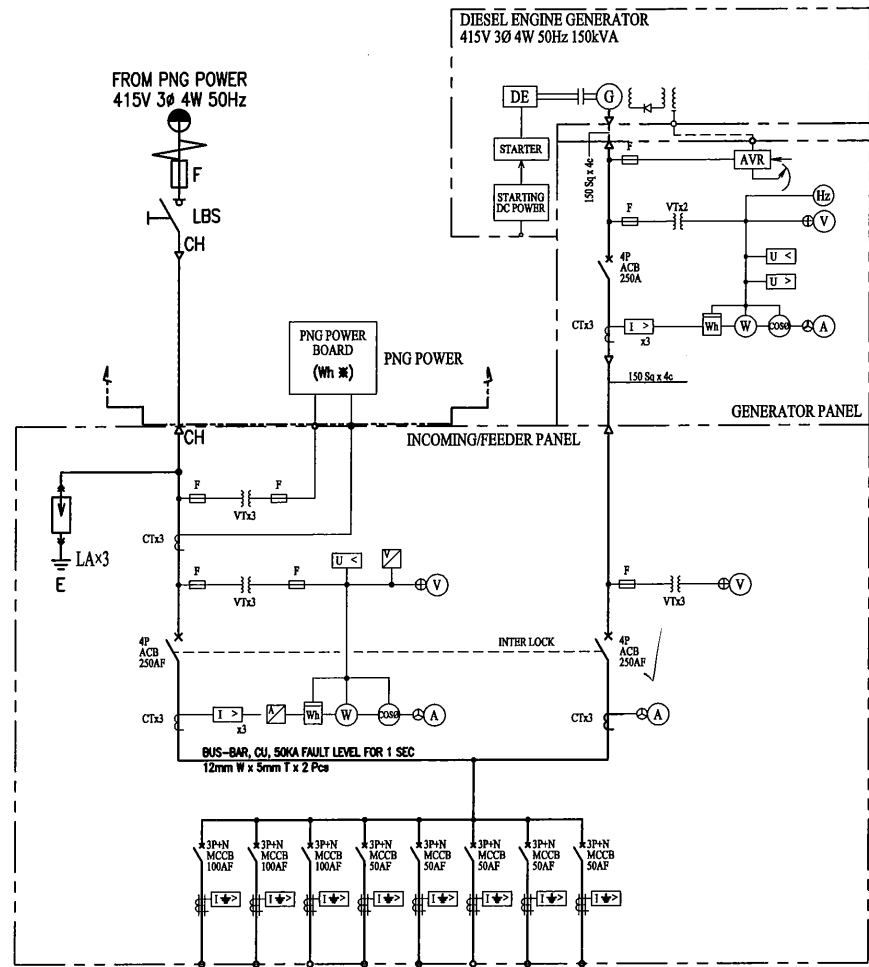 DIESEL ENGINE GENERATOR
415V 3Ø 4W 50Hz 150kVA
FROM PNG POWER
415V 3ø 4W 50Hz
DE
G
F
STARTER
AVR
F
LBS
STARTING
DC POWER
150 Sq x 4c
F
VTx2
Hz
V
CH
4P
ACB
250A
U <
U >
CTx3
I >
x3
Wh
W
COSØ
A
PNG POWER
BOARD
(Wh ※)
PNG POWER
150 Sq x 4c
GENERATOR PANEL
CH
INCOMING/FEEDER PANEL
F
VTx3
F
LA×3
E
CTx3
U <
V
F
VTx3
F
V
F
VTx3
V
4P
ACB
250AF
INTER LOCK
4P
ACB
250AF
CTx3
I >
x3
A
Wh
W
COSØ
A
CTx3
A
BUS-BAR, CU, 50KA FAULT LEVEL FOR 1 SEC
12mm W x 5mm T x 2 Pcs
3P+N
MCCB
100AF
3P+N
MCCB
100AF
3P+N
MCCB
100AF
3P+N
MCCB
50AF
3P+N
MCCB
50AF
3P+N
MCCB
50AF
3P+N
MCCB
50AF
3P+N
MCCB
50AF
I >
I >
I >
I >
I >
I >
I >
I >